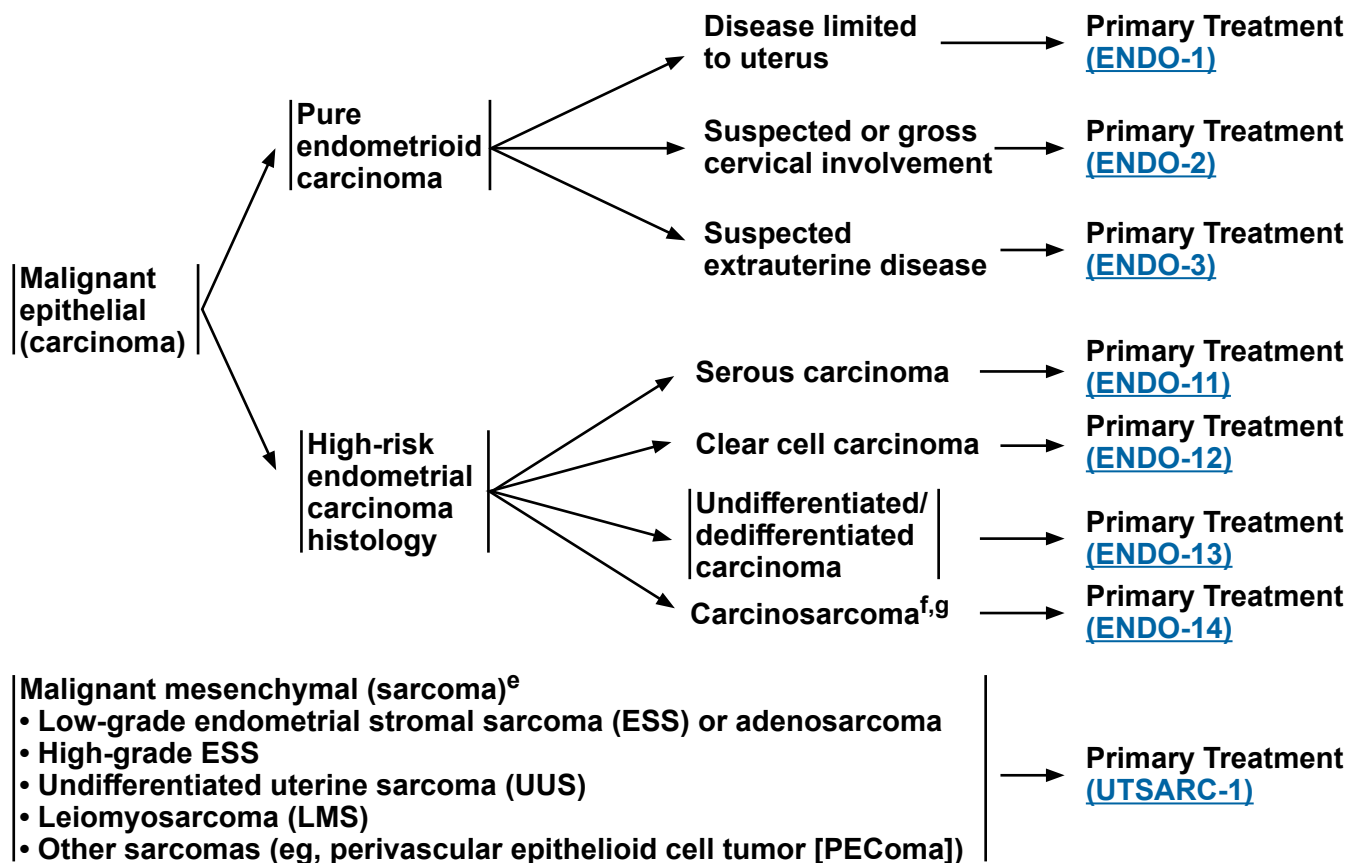 Disease limited
to uterus
Primary Treatment
(ENDO-1)
Pure
endometrioid
carcinoma
Suspected or gross
cervical involvement
Primary Treatment
(ENDO-2)
Suspected
extrauterine disease
Primary Treatment
(ENDO-3)
Malignant
epithelial
(carcinoma)
Serous carcinoma
Primary Treatment
(ENDO-11)
High-risk
endometrial
carcinoma
histology
Clear cell carcinoma
Primary Treatment
(ENDO-12)
Undifferentiated/
dedifferentiated
carcinoma
Primary Treatment
(ENDO-13)
Carcinosarcomaf,g
Primary Treatment
(ENDO-14)
Malignant mesenchymal (sarcoma)e
• Low-grade endometrial stromal sarcoma (ESS) or adenosarcoma
• High-grade ESS
• Undifferentiated uterine sarcoma (UUS)
• Leiomyosarcoma (LMS)
• Other sarcomas (eg, perivascular epithelioid cell tumor [PEComa])
Primary Treatment
(UTSARC-1)